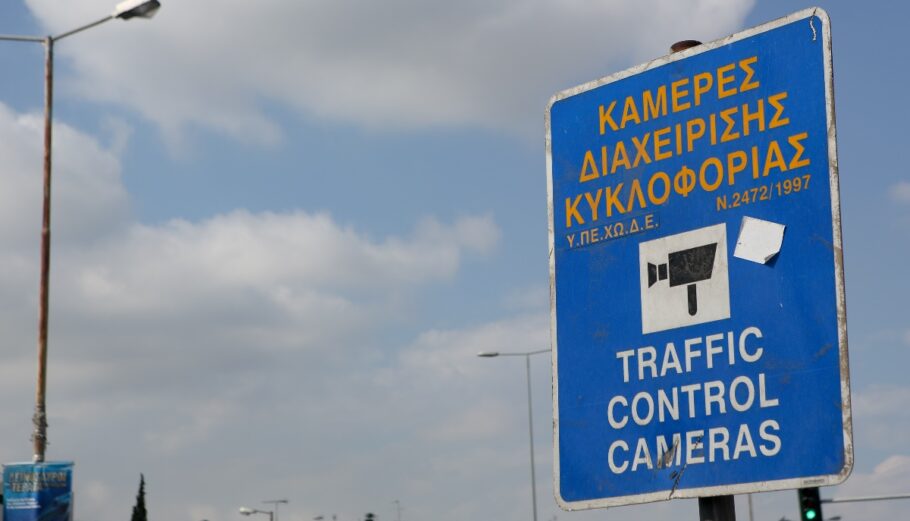 ΚΑΜΕΡΕΣ
ΔΙΑΧΕΙΡΙΣΗΣ
ΚΥΚΛΟΦΟΡΙΑΣ
Ν.2472/1997
Υ.ΠΕ.ΧΩ.Δ.Ε.
TRAFFIC
CONTROL
CAMERAS